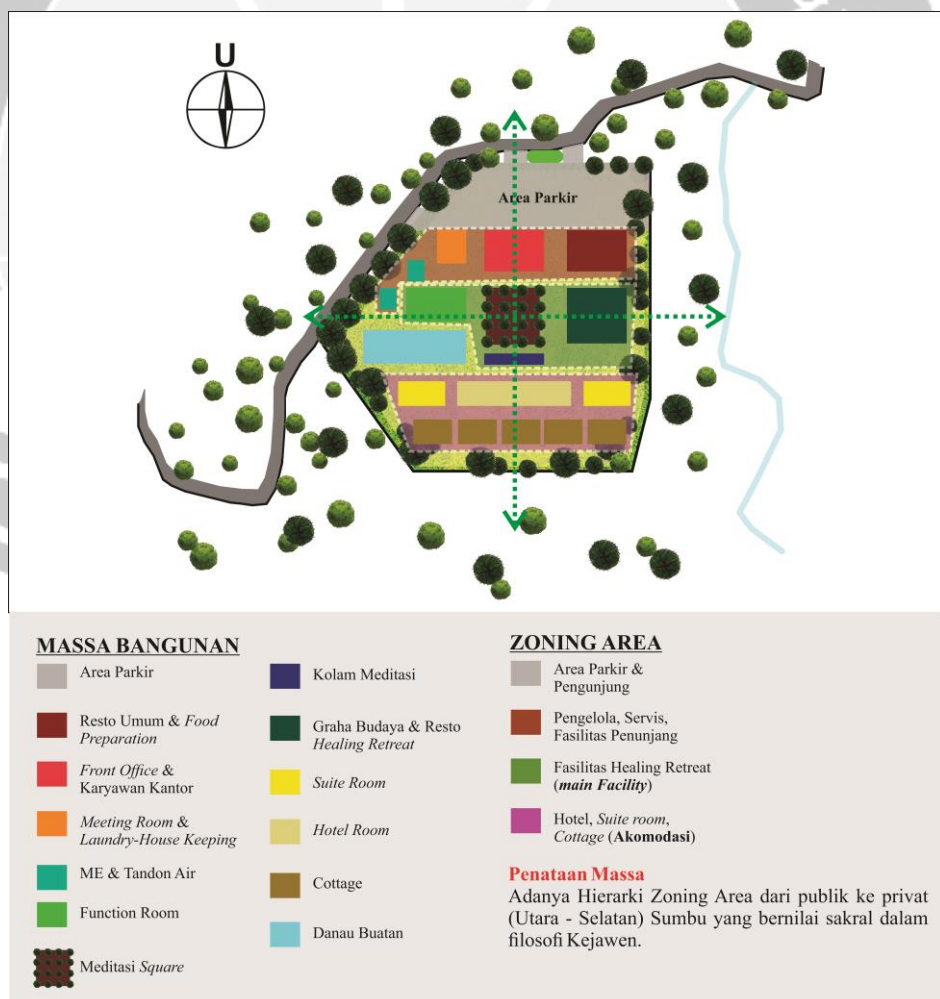 U
Area Parkir
MASSA BANGUNAN
Area Parkir
Resto Umum & Food
Preparation
Front Office &
Karyawan Kantor
Meeting Room &
Laundry-House Keeping
ME & Tandon Air
Function Room
Meditasi Square
Kolam Meditasi
Graha Budaya & Resto
Healing Retreat
Suite Room
Hotel Room
Cottage
Danau Buatan
ZONING AREA
Area Parkir &
Pengunjung
Pengelola, Servis,
Fasilitas Penunjang
Fasilitas Healing Retreat
(main Facility)
Hotel, Suite room,
Cottage (Akomodasi)
Penataan Massa
Adanya Hierarki Zoning Area dari publik ke privat
(Utara - Selatan) Sumbu yang bernilai sakral dalam
filosofi Kejawen.